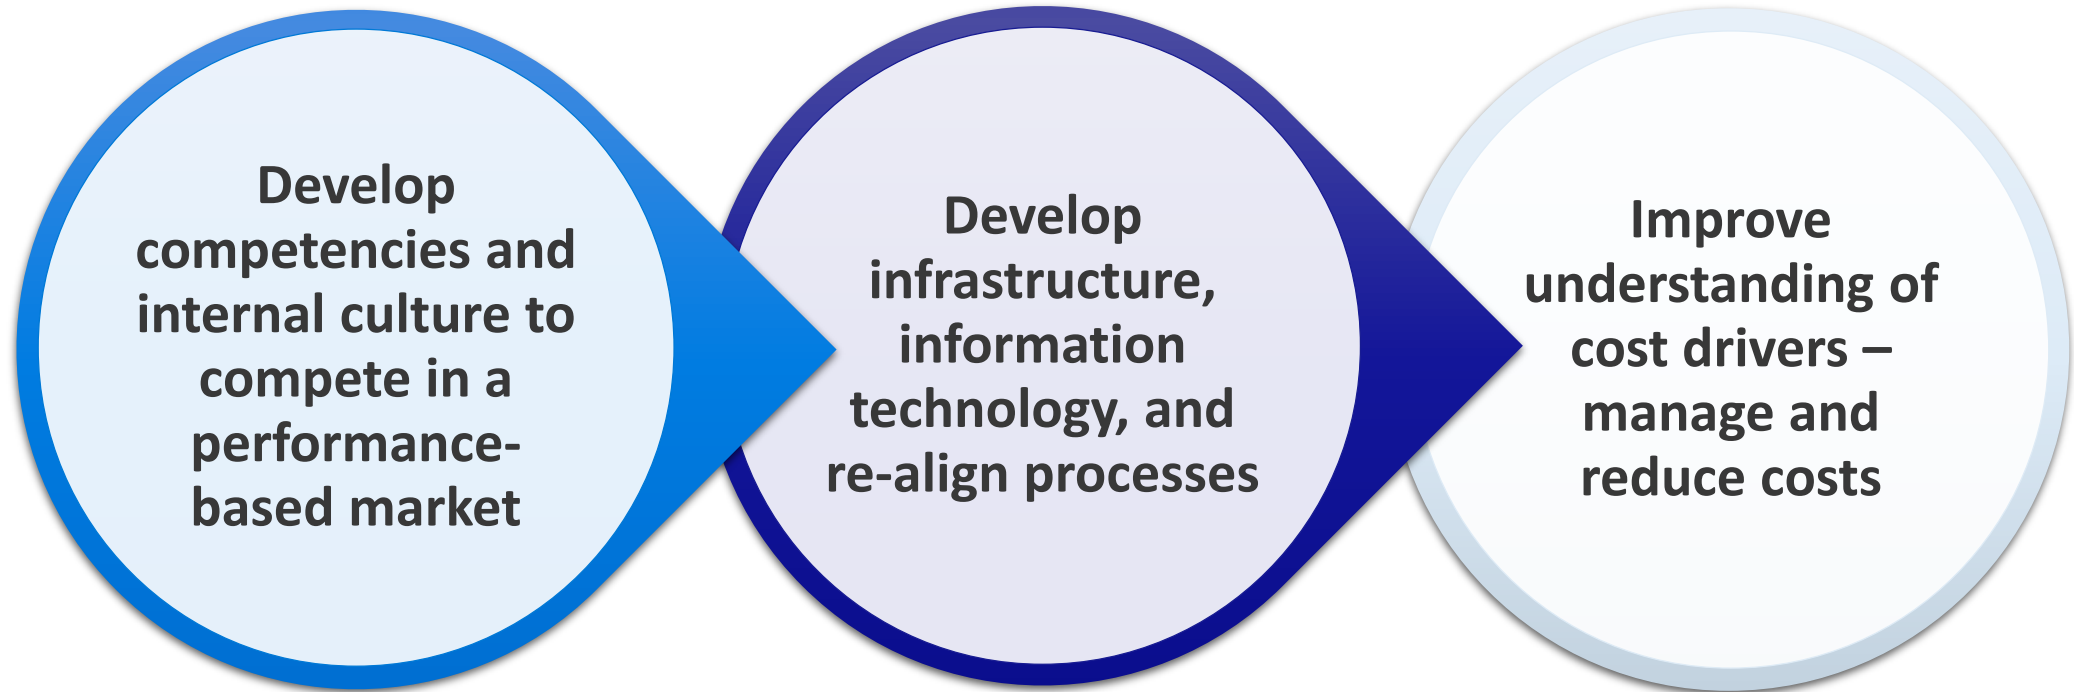 Develop
competencies and
internal culture to
compete in a
performance-
based market
Develop
infrastructure,
information
technology, and
re-align processes
Improve
understanding of
cost drivers –
manage and
reduce costs